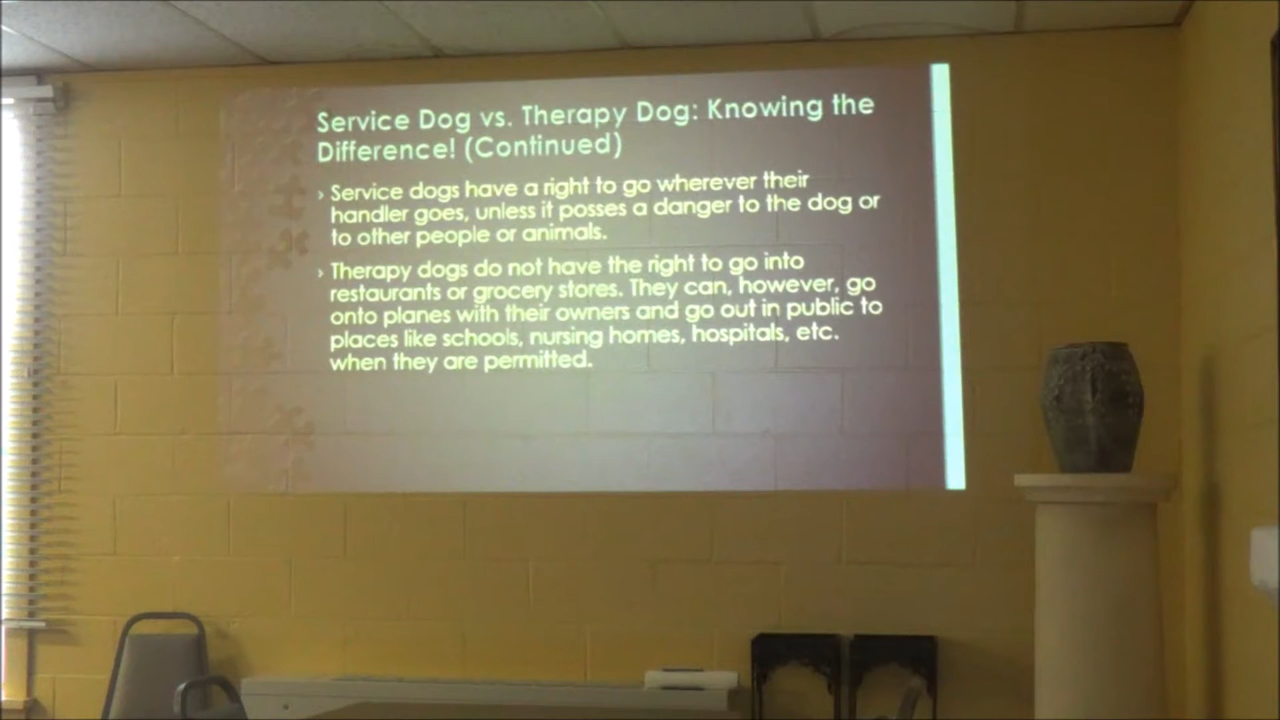 Service Dog vs. Therapy Dog: Knowing the
Difference! (Continued)
› Service dogs have a right to go wherever their
handler goes, unless it posses a danger to the dog or
to other people or animals.
› Therapy dogs do not have the right to go into
restaurants or grocery stores. They can, however, go
onto planes with their owners and go out in public to
places like schools, nursing homes, hospitals, etc.
when they are permitted.